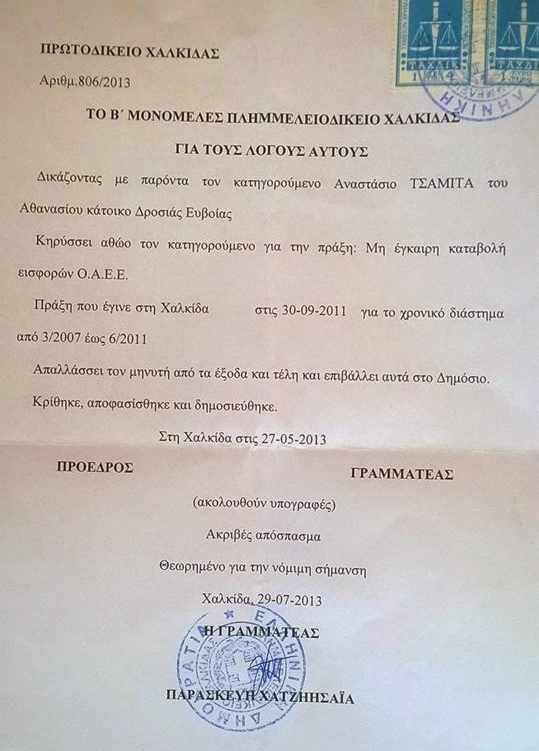 ΤΑΧΔΙΚ
ΤΑΧΔΙΚ
ΠΡΩΤΟΔΙΚΕΙΟ ΧΑΛΚΙΔΑΣ
Αριθμ.806/2013
ΤΟ Β΄ ΜΟΝΟΜΕΛΕΣ ΠΛΗΜΜΕΛΕΙΟΔΙΚΕΙΟ ΧΑΛΚΙΔΑΣ
ΓΙΑ ΤΟΥΣ ΛΟΓΟΥΣ ΑΥΤΟΥΣ
Δικάζοντας με παρόντα τον κατηγορούμενο Αναστάσιο ΤΣΑΜΙΤΑ του
Αθανασίου κάτοικο Δροσιάς Ευβοίας
Κηρύσσει αθώο τον κατηγορούμενο για την πράξη: Μη έγκαιρη καταβολή
εισφορών Ο.Α.Ε.Ε.
Πράξη που έγινε στη Χαλκίδα στις 30-09-2011 για το χρονικό διάστημα
από 3/2007 έως 6/2011
Απαλλάσσει τον μηνυτή από τα έξοδα και τέλη και επιβάλλει αυτά στο Δημόσιο.
Κρίθηκε, αποφασίσθηκε και δημοσιεύθηκε.
Στη Χαλκίδα στις 27-05-2013
ΠΡΟΕΔΡΟΣ ΓΡΑΜΜΑΤΕΑΣ
(ακολουθούν υπογραφές)
Ακριβές απόσπασμα
Θεωρημένο για την νόμιμη σήμανση
Χαλκίδα, 29-07-2013
Η ΓΡΑΜΜΑΤΕΑΣ
ΕΛΛΗΝΙΚΗ ΔΗΜΟΚΡΑΤΙΑ
ΠΑΡΑΣΚΕΥΗ ΧΑΤΖΗΗΣΑΪΑ